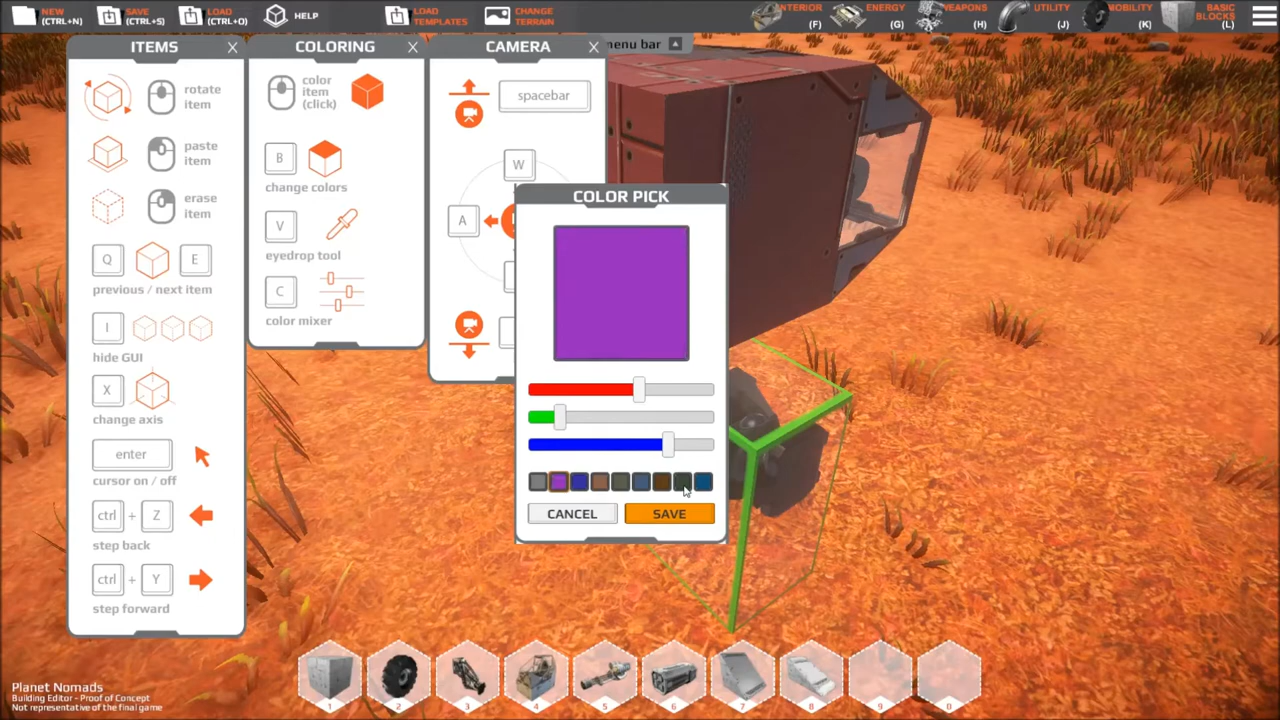 NEW
(CTRL+N)
SAVE
(CTRL+S)
LOAD
(CTRL+O)
HELP
LOAD
TEMPLATES
CHANGE
TERRAIN
(F)
ENERGY
(G)
(H)
UTILITY
(J)
(K)
BASIC
BLOCKS
(L)
menu bar
ITEMS
rotate
item
paste
item
erase
item
Q
E
previous / next item
I
hide GUI
X
change axis
enter
cursor on / off
ctrl + Z
step back
ctrl + Y
step forward
COLORING
color
item
(click)
B
change colors
V
eyedrop tool
C
color mixer
CAMERA
spacebar
W
A
COLOR PICK
CANCEL
SAVE
1
2
3
4
5
6
7
8
9
0
Planet Nomads
Building Editor - Proof of Concept
Not representative of the final game